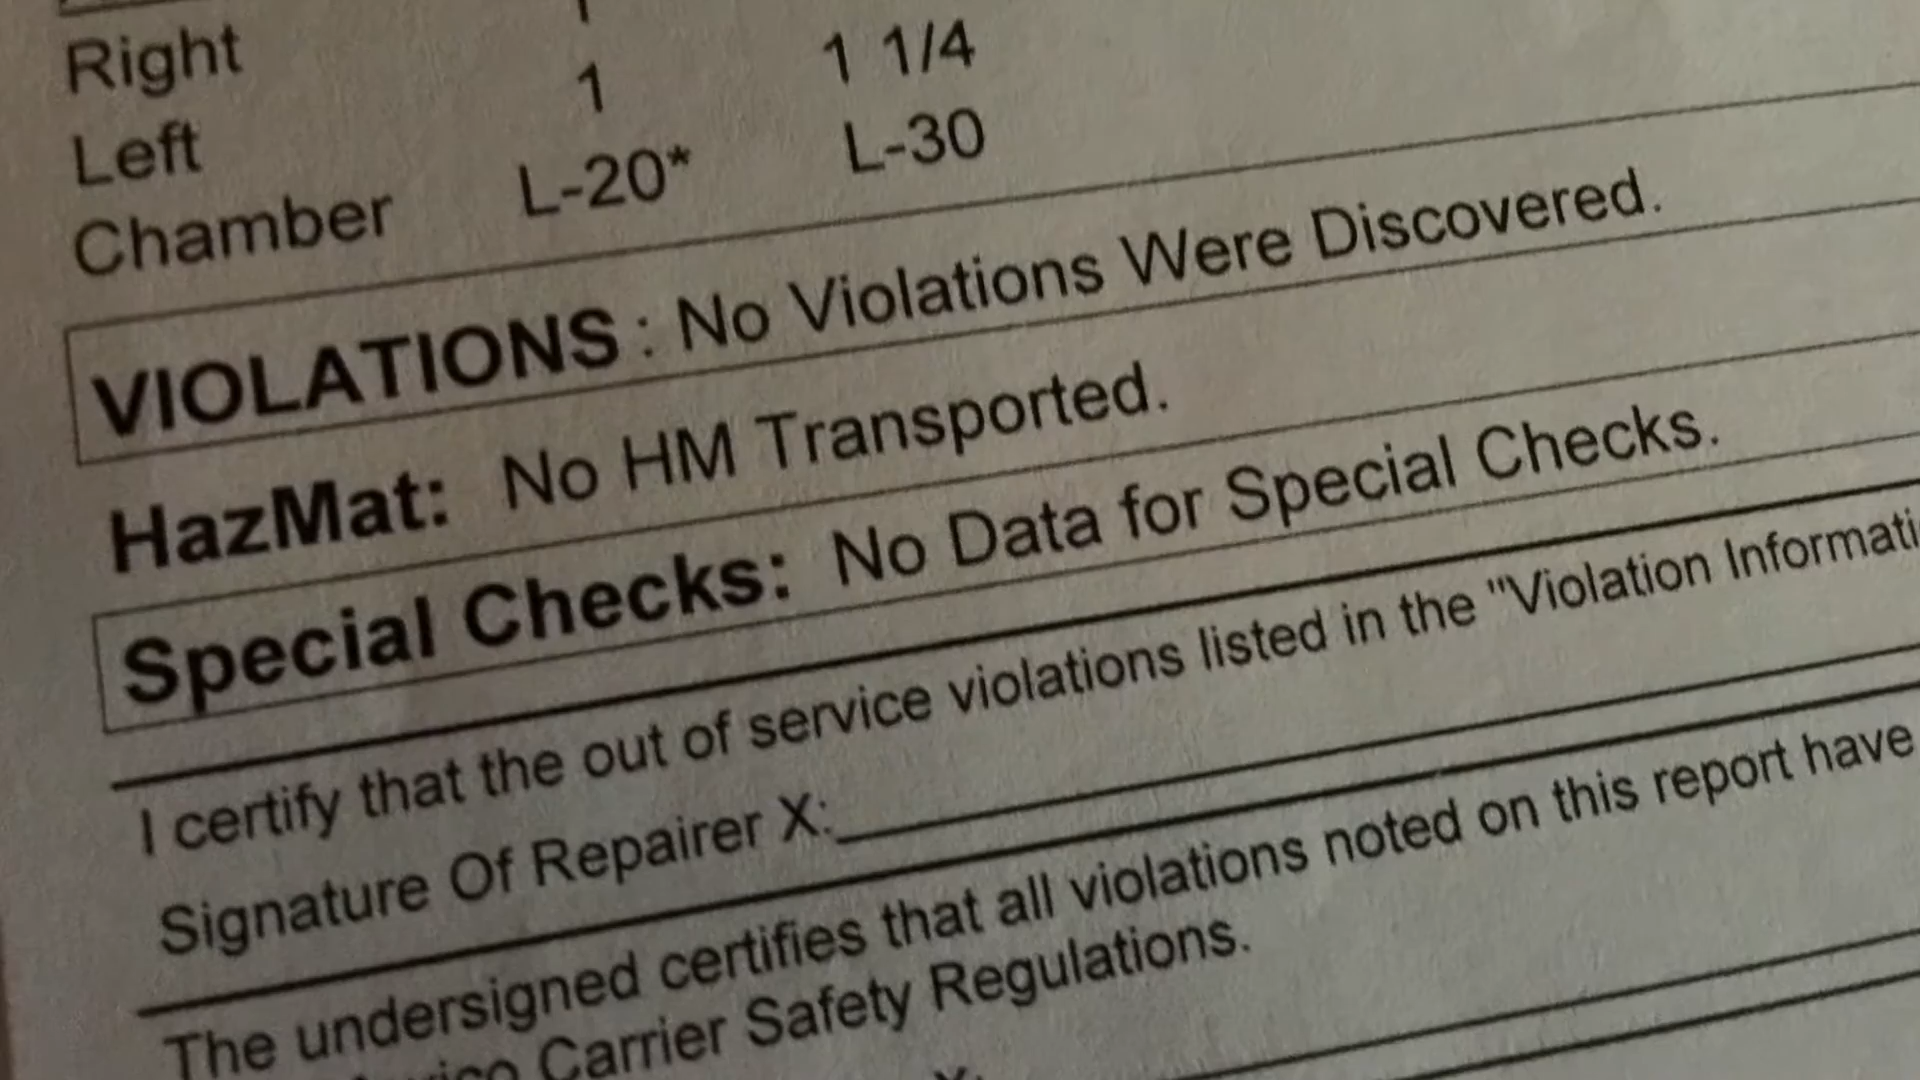 Right 1 1/4
Left 1
Chamber L-20* L-30
VIOLATIONS : No Violations Were Discovered.
HazMat: No HM Transported.
Special Checks: No Data for Special Checks.
I certify that the out of service violations listed in the "Violation Informati
Signature Of Repairer X:
The undersigned certifies that all violations noted on this report have
Carrier Safety Regulations.